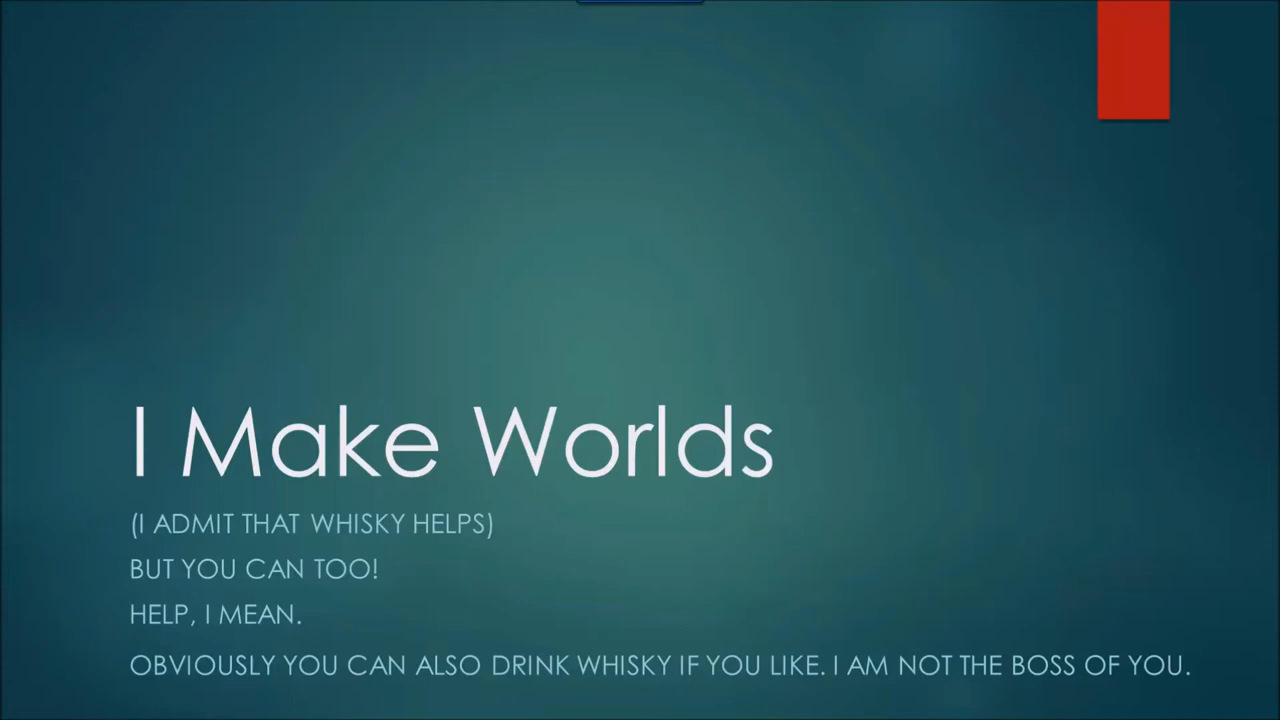 I Make Worlds
(I ADMIT THAT WHISKY HELPS)
BUT YOU CAN TOO!
HELP, I MEAN.
OBVIOUSLY YOU CAN ALSO DRINK WHISKY IF YOU LIKE. I AM NOT THE BOSS OF YOU.